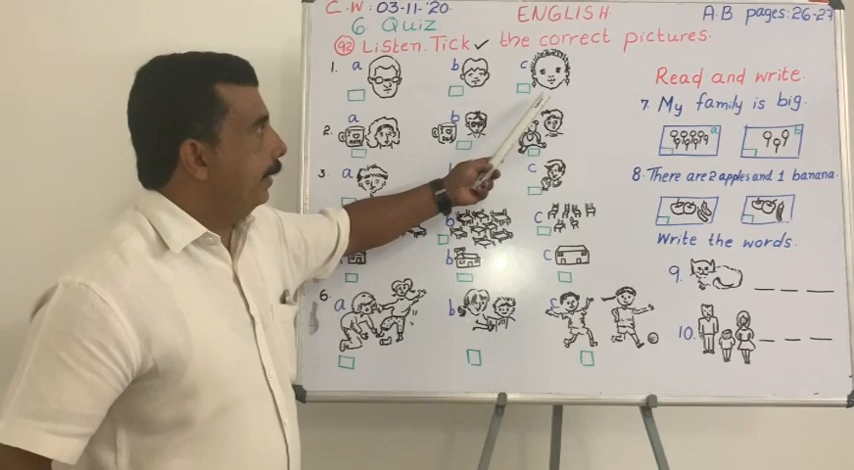 C.W: 03-11-'20
ENGLISH
A.B pages: 26-27
6. Quiz
92 Listen. Tick ✓ the correct pictures.
1. a b c
2. a b
3 a b c
b c
b c
6. a b c
Read and write
7. My family is big.
a b
8. There are 2 apples and 1 banana.
Write the words.
9. _ _ _
10. _ _ _